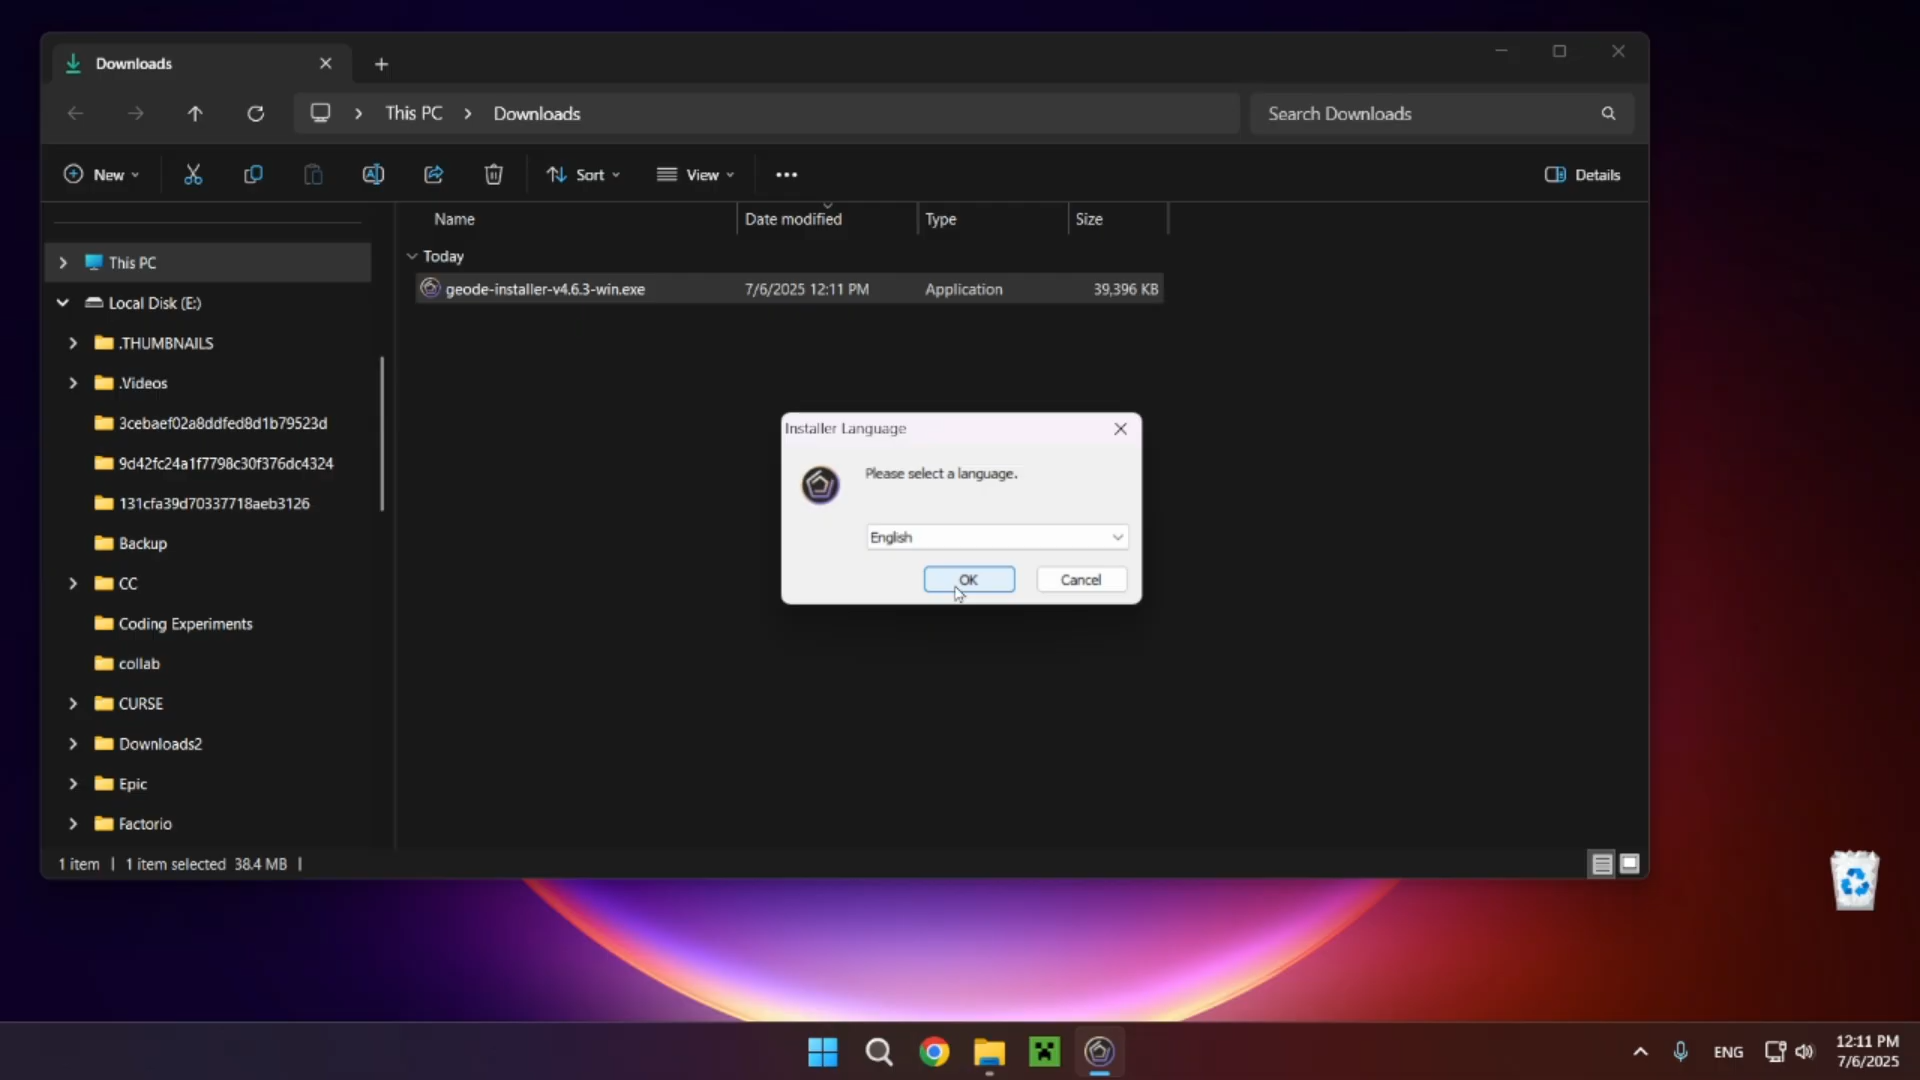 Downloads
This PC
Downloads
Search Downloads
New
Sort
View
Details
Name
Date modified
Type
Size
Today
geode-installer-v4.6.3-win.exe
7/6/2025 12:11 PM
Application
39,396 KB
This PC
Local Disk (E:)
.THUMBNAILS
.Videos
3cebaef02a8ddfed8d1b79523d
9d42fc24a1f7798c30f376dc4324
131cfa39d70337718aeb3126
Backup
CC
Coding Experiments
collab
CURSE
Downloads2
Epic
Factorio
Installer Language
Please select a language.
English
OK
Cancel
1 item | 1 item selected 38.4 MB |
ENG
12:11 PM
7/6/2025